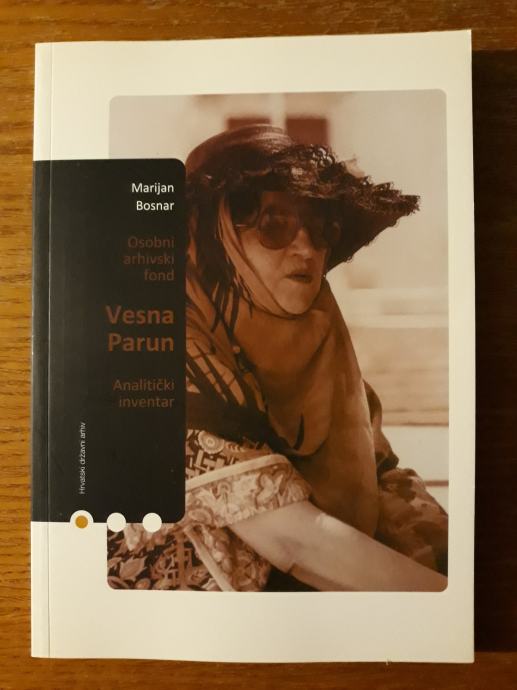 Marijan
Bosnar
Osobni
arhivski
fond
Vesna
Parun
Analitički
inventar
Hrvatski državni arhiv